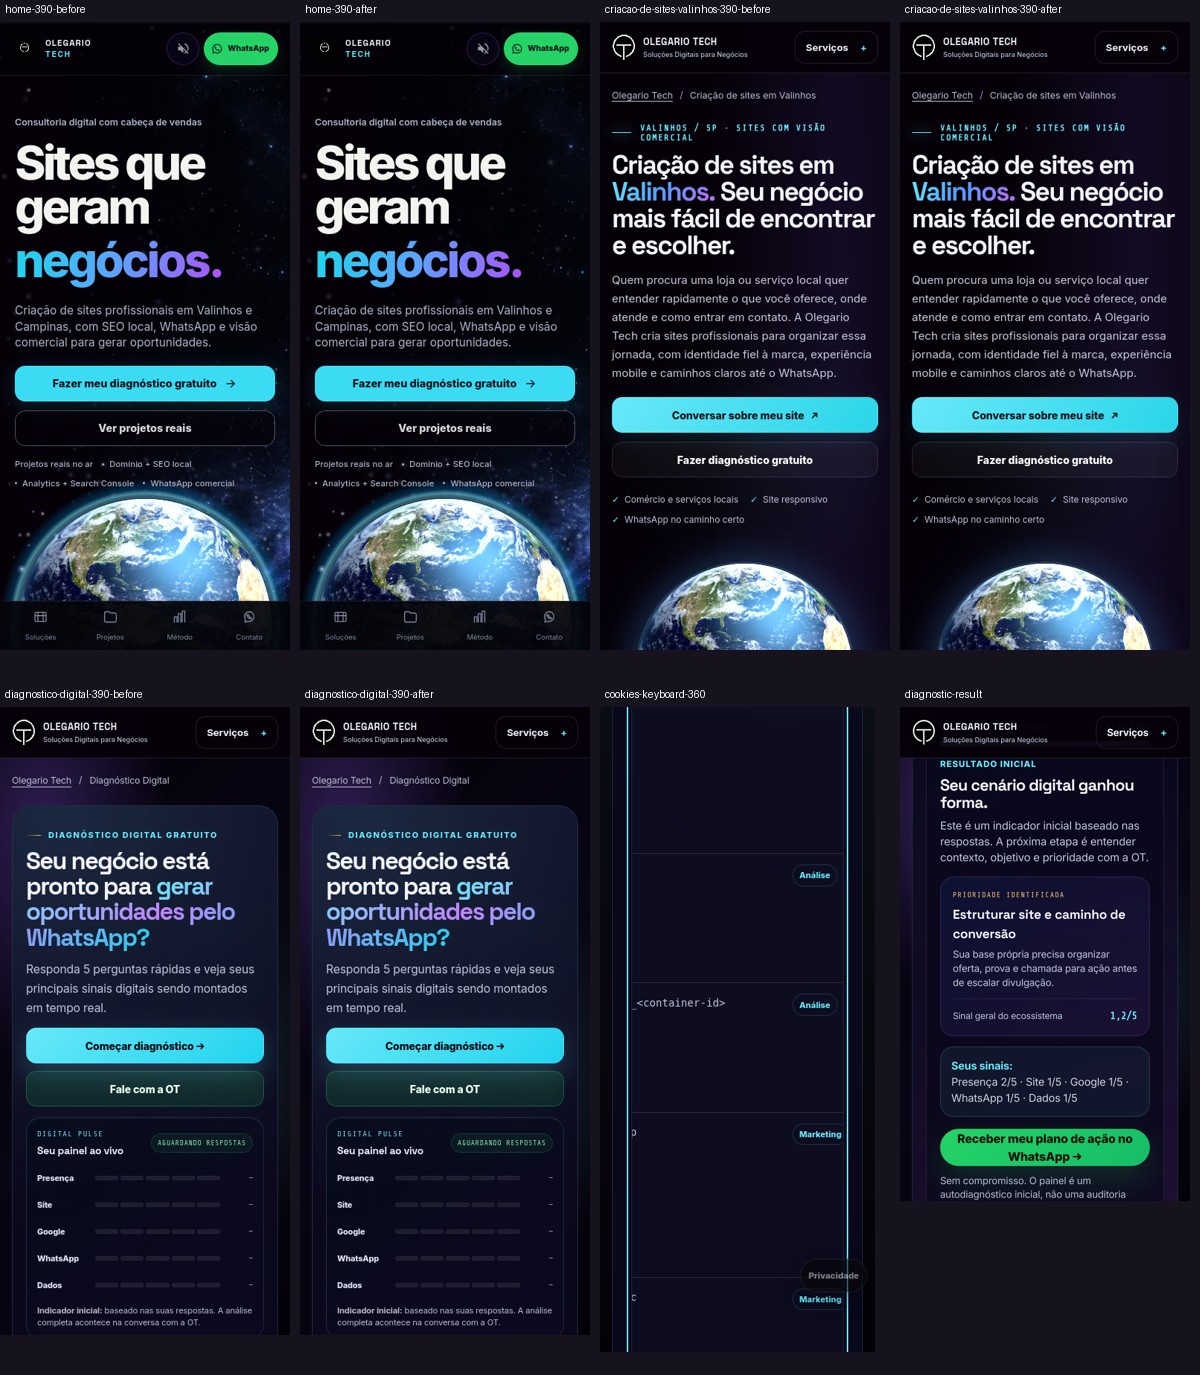 home-390-before
OLEGARIO
TECH
WhatsApp
Consultoria digital com cabeça de vendas
Sites que
geram
negócios.
Criação de sites profissionais em Valinhos e
Campinas, com SEO local, WhatsApp e visão
comercial para gerar oportunidades.
Fazer meu diagnóstico gratuito →
Ver projetos reais
Projetos reais no ar • Domínio + SEO local
• Analytics + Search Console • WhatsApp comercial
Soluções
Projetos
Método
Contato
home-390-after
OLEGARIO
TECH
WhatsApp
Consultoria digital com cabeça de vendas
Sites que
geram
negócios.
Criação de sites profissionais em Valinhos e
Campinas, com SEO local, WhatsApp e visão
comercial para gerar oportunidades.
Fazer meu diagnóstico gratuito →
Ver projetos reais
Projetos reais no ar • Domínio + SEO local
• Analytics + Search Console • WhatsApp comercial
Soluções
Projetos
Método
Contato
criacao-de-sites-valinhos-390-before
OLEGARIO TECH
Soluções Digitais para Negócios
Serviços +
Olegario Tech / Criação de sites em Valinhos
VALINHOS / SP · SITES COM VISÃO
COMERCIAL
Criação de sites em
Valinhos. Seu negócio
mais fácil de encontrar
e escolher.
Quem procura uma loja ou serviço local quer
entender rapidamente o que você oferece, onde
atende e como entrar em contato. A Olegario
Tech cria sites profissionais para organizar essa
jornada, com identidade fiel à marca, experiência
mobile e caminhos claros até o WhatsApp.
Conversar sobre meu site ↗
Fazer diagnóstico gratuito
✓ Comércio e serviços locais ✓ Site responsivo
✓ WhatsApp no caminho certo
criacao-de-sites-valinhos-390-after
OLEGARIO TECH
Soluções Digitais para Negócios
Serviços +
Olegario Tech / Criação de sites em Valinhos
VALINHOS / SP · SITES COM VISÃO
COMERCIAL
Criação de sites em
Valinhos. Seu negócio
mais fácil de encontrar
e escolher.
Quem procura uma loja ou serviço local quer
entender rapidamente o que você oferece, onde
atende e como entrar em contato. A Olegario
Tech cria sites profissionais para organizar essa
jornada, com identidade fiel à marca, experiência
mobile e caminhos claros até o WhatsApp.
Conversar sobre meu site ↗
Fazer diagnóstico gratuito
✓ Comércio e serviços locais ✓ Site responsivo
✓ WhatsApp no caminho certo
diagnostico-digital-390-before
OLEGARIO TECH
Soluções Digitais para Negócios
Serviços +
Olegario Tech / Diagnóstico Digital
DIAGNÓSTICO DIGITAL GRATUITO
Seu negócio está
pronto para gerar
oportunidades pelo
WhatsApp?
Responda 5 perguntas rápidas e veja seus
principais sinais digitais sendo montados
em tempo real.
Começar diagnóstico →
Fale com a OT
DIGITAL PULSE
Seu painel ao vivo
AGUARDANDO RESPOSTAS
Presença –
Site –
Google –
WhatsApp –
Dados –
Indicador inicial: baseado nas suas respostas. A análise
completa acontece na conversa com a OT.
diagnostico-digital-390-after
OLEGARIO TECH
Soluções Digitais para Negócios
Serviços +
Olegario Tech / Diagnóstico Digital
DIAGNÓSTICO DIGITAL GRATUITO
Seu negócio está
pronto para gerar
oportunidades pelo
WhatsApp?
Responda 5 perguntas rápidas e veja seus
principais sinais digitais sendo montados
em tempo real.
Começar diagnóstico →
Fale com a OT
DIGITAL PULSE
Seu painel ao vivo
AGUARDANDO RESPOSTAS
Presença –
Site –
Google –
WhatsApp –
Dados –
Indicador inicial: baseado nas suas respostas. A análise
completa acontece na conversa com a OT.
cookies-keyboard-360
Análise
_<container-id> Análise
Marketing
Privacidade
c Marketing
diagnostic-result
OLEGARIO TECH
Soluções Digitais para Negócios
Serviços +
RESULTADO INICIAL
Seu cenário digital ganhou
forma.
Este é um indicador inicial baseado nas
respostas. A próxima etapa é entender
contexto, objetivo e prioridade com a OT.
PRIORIDADE IDENTIFICADA
Estruturar site e caminho de
conversão
Sua base própria precisa organizar
oferta, prova e chamada para ação antes
de escalar divulgação.
Sinal geral do ecossistema 1,2/5
Seus sinais:
Presença 2/5 · Site 1/5 · Google 1/5 ·
WhatsApp 1/5 · Dados 1/5
Receber meu plano de ação no
WhatsApp →
Sem compromisso. O painel é um
autodiagnóstico inicial, não uma auditoria